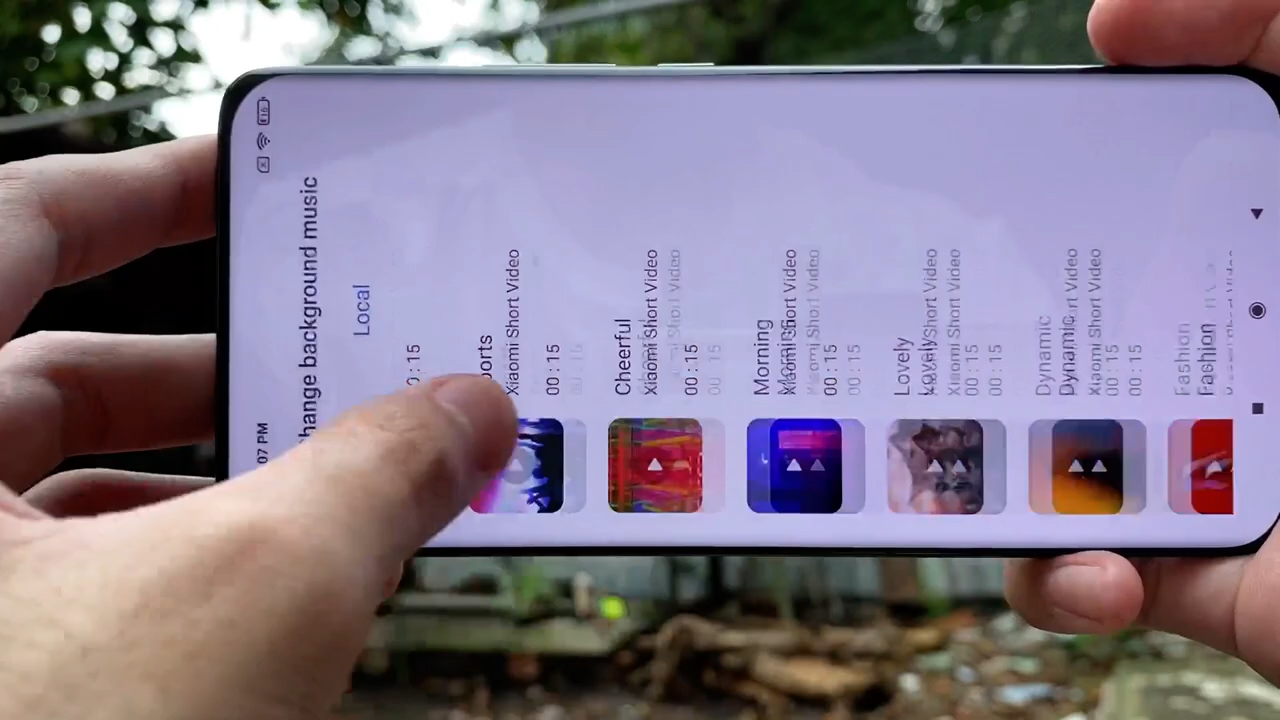 07 PM
hange background music
Local
0:15
ports
Xiaomi Short Video
00:15
Cheerful
Xiaomi Short Video
00:15
Morning
Xiaomi Short Video
00:15
Lovely
Xiaomi Short Video
00:15
Dynamic
Xiaomi Short Video
00:15
Fashion